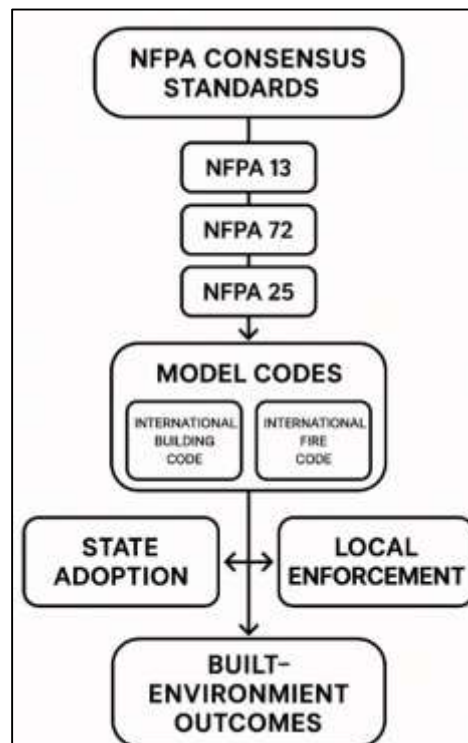 NFPA CONSENSUS
STANDARDS
NFPA 13
NFPA 72
NFPA 25
MODEL CODES
INTERNATIONAL
BUILDING
CODE
INTERNATIONAL
FIRE
CODE
STATE
ADOPTION
LOCAL
ENFORCEMENT
BUILT–
ENVIRONMIENT
OUTCOMES